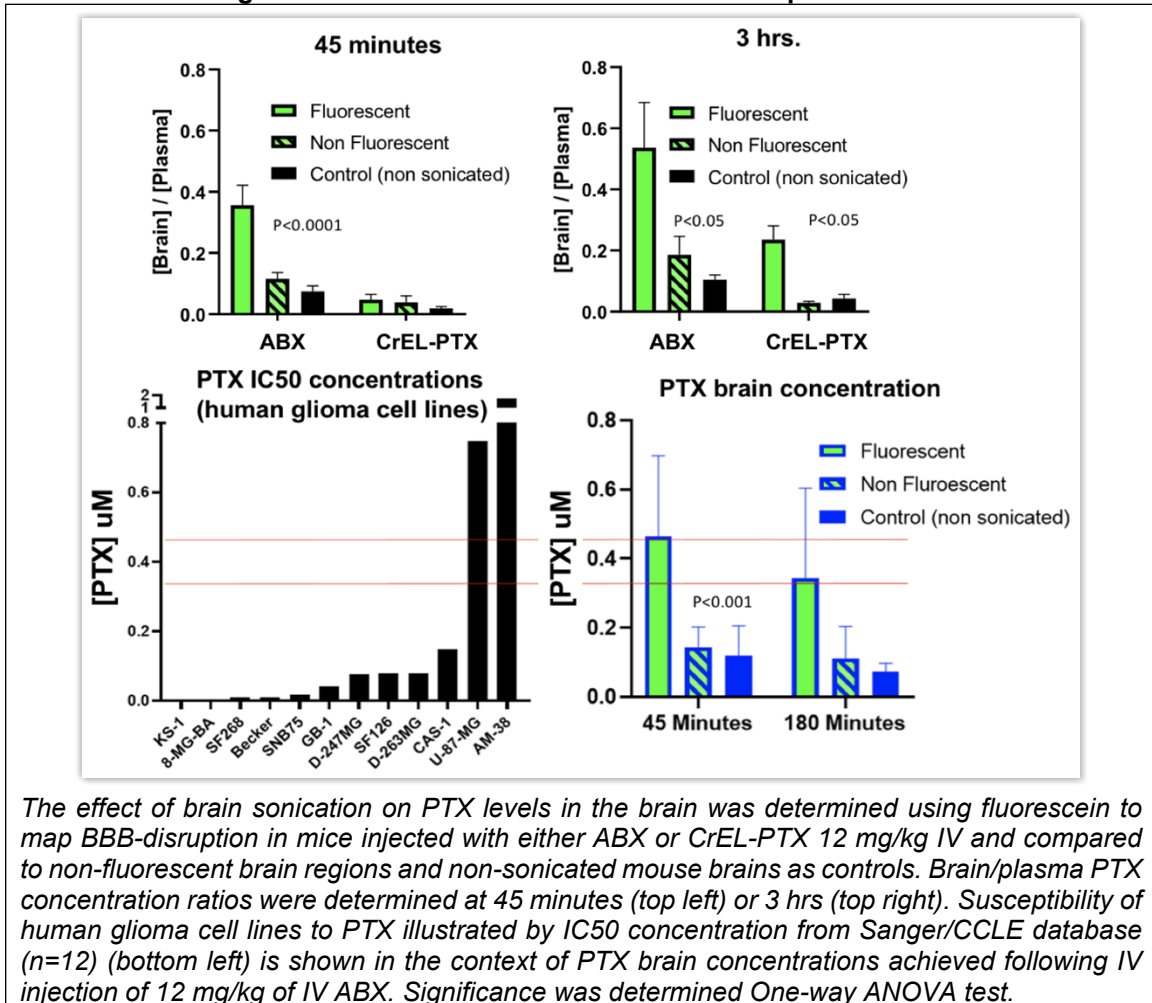 45 minutes
0.8
0.6
0.4
0.2
0.0
[Brain] / [Plasma]
Fluorescent
Non Fluorescent
Control (non sonicated)
P<0.0001
ABX
CrEL-PTX
3 hrs.
0.8
0.6
0.4
0.2
0.0
[Brain] / [Plasma]
Fluorescent
Non Fluorescent
Control (non sonicated)
P<0.05
P<0.05
ABX
CrEL-PTX
PTX IC50 concentrations
(human glioma cell lines)
2
1
0.8
0.6
0.4
0.2
0.0
[PTX] uM
KS-1
8-MG-BA
SF268
Becker
SNB75
GB-1
D-247MG
SF126
D-263MG
CAS-1
U-87-MG
AM-38
PTX brain concentration
0.8
0.6
0.4
0.2
0.0
[PTX] uM
Fluorescent
Non Fluroescent
Control (non sonicated)
P<0.001
45 Minutes
180 Minutes
The effect of brain sonication on PTX levels in the brain was determined using fluorescein to
map BBB-disruption in mice injected with either ABX or CrEL-PTX 12 mg/kg IV and compared
to non-fluorescent brain regions and non-sonicated mouse brains as controls. Brain/plasma PTX
concentration ratios were determined at 45 minutes (top left) or 3 hrs (top right). Susceptibility of
human glioma cell lines to PTX illustrated by IC50 concentration from Sanger/CCLE database
(n=12) (bottom left) is shown in the context of PTX brain concentrations achieved following IV
injection of 12 mg/kg of IV ABX. Significance was determined One-way ANOVA test.